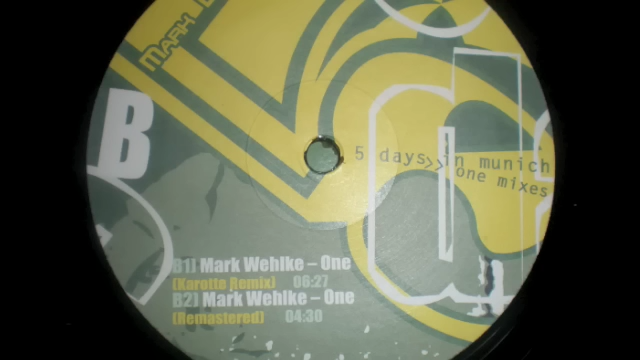 Mark
B
5 days>>in munich
one mixes
B1) Mark Wehlke – One
(Karotte Remix) 06:27
B2) Mark Wehlke – One
(Remastered) 04:30